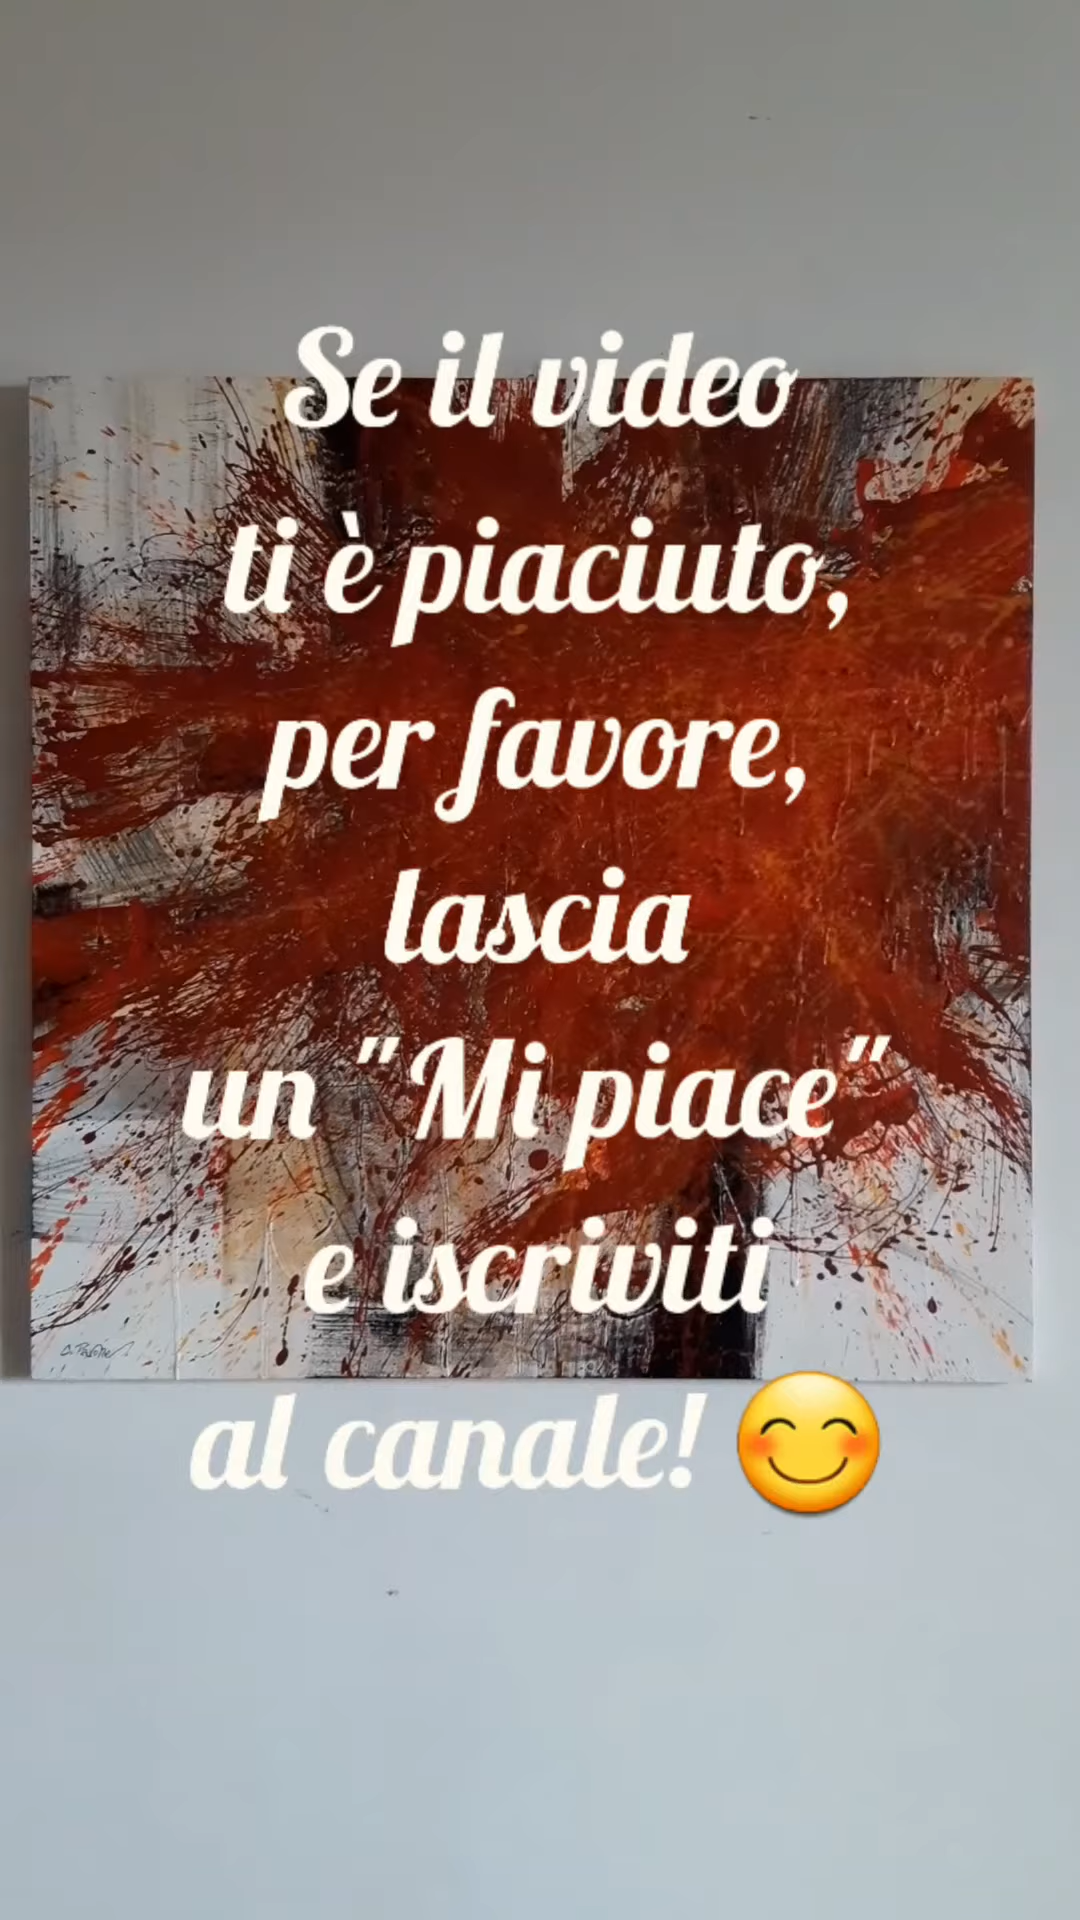 Se il video
ti è piaciuto,
per favore,
lascia
un "Mi piace"
e iscriviti
al canale! 😊